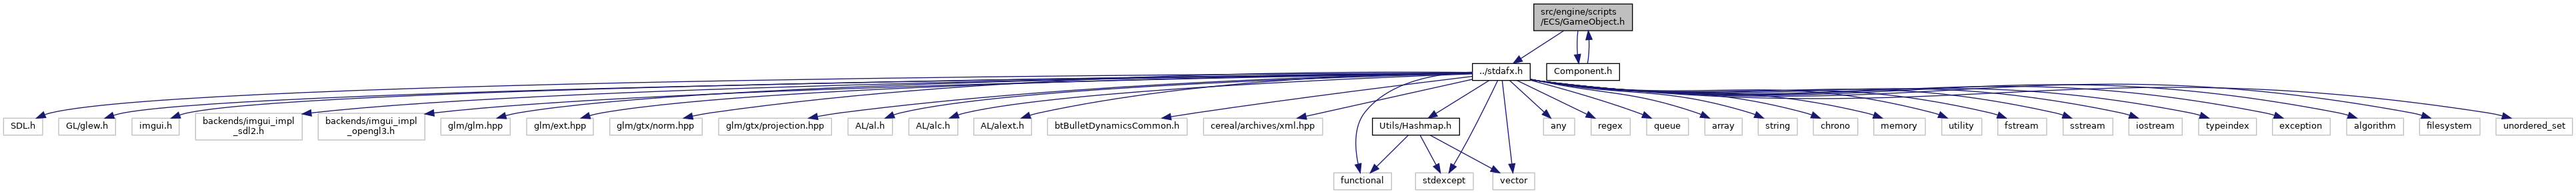 src/engine/scripts
/ECS/GameObject.h
../stdafx.h
Component.h
SDL.h
GL/glew.h
imgui.h
backends/imgui_impl
_sdl2.h
backends/imgui_impl
_opengl3.h
glm/glm.hpp
glm/ext.hpp
glm/gtx/norm.hpp
glm/gtx/projection.hpp
AL/al.h
AL/alc.h
AL/alext.h
btBulletDynamicsCommon.h
cereal/archives/xml.hpp
Utils/Hashmap.h
any
regex
queue
array
string
chrono
memory
utility
fstream
sstream
iostream
typeindex
exception
algorithm
filesystem
unordered_set
functional
stdexcept
vector